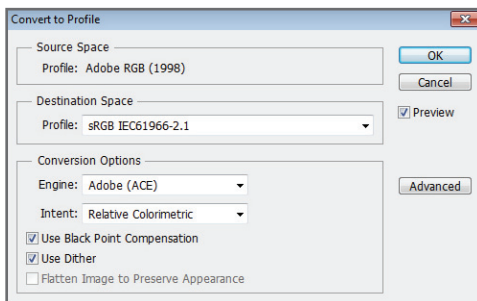 Convert to Profile
Source Space
Profile: Adobe RGB (1998)
OK
Cancel
Preview
Destination Space
Profile: sRGB IEC61966-2.1
Conversion Options
Engine: Adobe (ACE)
Advanced
Intent: Relative Colorimetric
Use Black Point Compensation
Use Dither
Flatten Image to Preserve Appearance